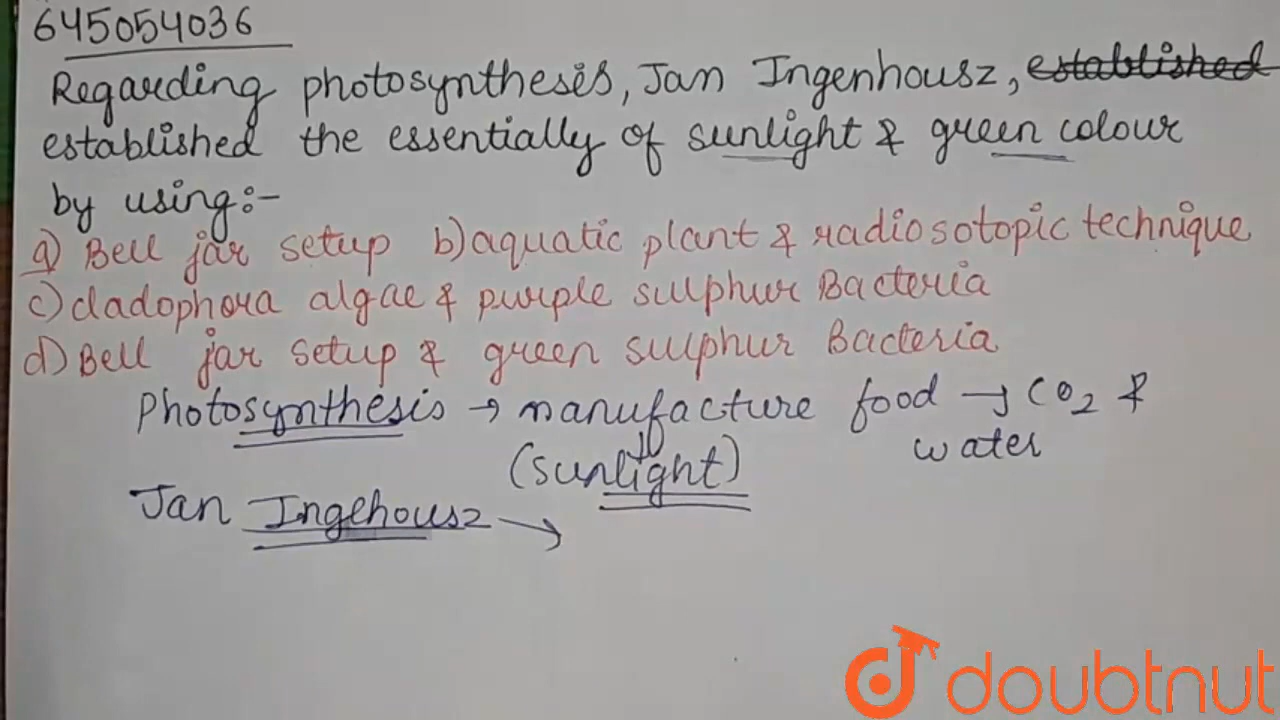 645054036
Regarding photosynthesis, Jan Ingenhousz, established
established the essentially of sunlight & green colour
by using:-
a) Bell jar setup b) aquatic plant & radiosotopic technique
c) cladophora algae & purple sulphur Bacteria
d) Bell jar setup & green sulphur Bacteria
Photosynthesis → manufacture food → CO2 &
water
(sunlight)
Jan Ingehousz →
doubtnut